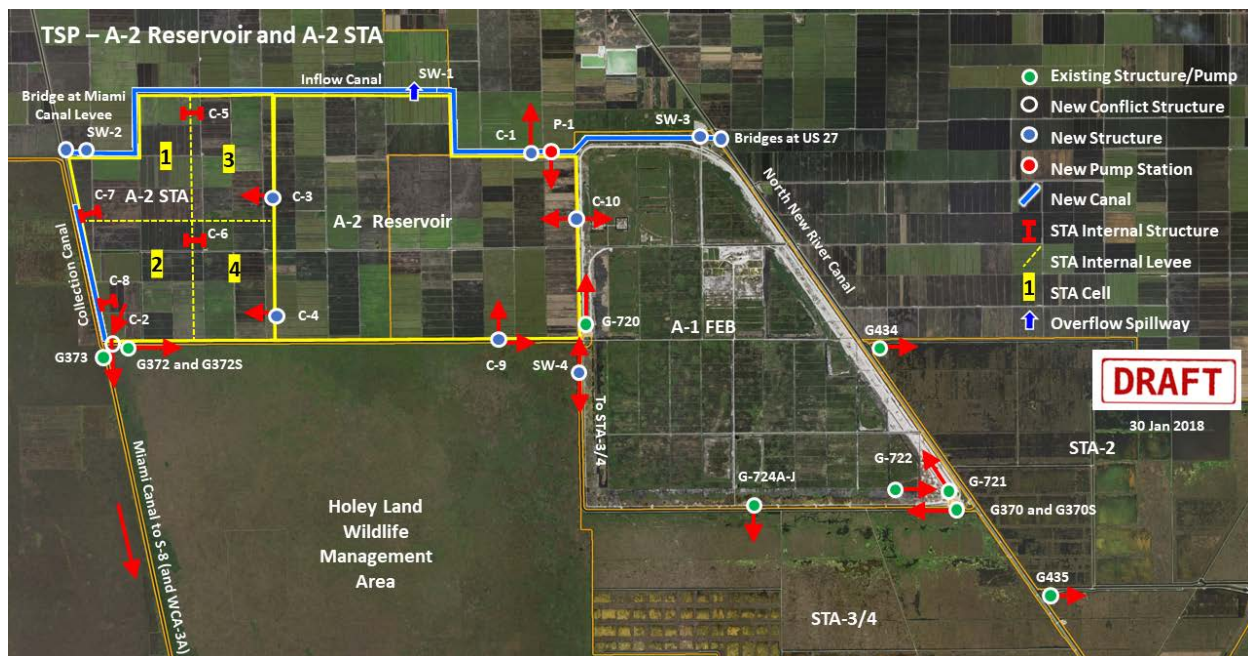 TSP – A-2 Reservoir and A-2 STA
Inflow Canal
SW-1
Bridge at Miami
Canal Levee
SW-2
C-5
1
3
C-7
A-2 STA
C-3
A-2 Reservoir
C-1
P-1
SW-3
Bridges at US 27
C-10
C-6
2
4
Collection Canal
C-8
C-2
C-4
G373
G372 and G372S
C-9
SW-4
G-720
A-1 FEB
North New River Canal
G434
To STA-3/4
Miami Canal to S-8 (and WCA-3A)
Holey Land
Wildlife
Management
Area
G-724A-J
G-722
G-721
G370 and G370S
STA-2
G435
STA-3/4
Existing Structure/Pump
New Conflict Structure
New Structure
New Pump Station
New Canal
STA Internal Structure
STA Internal Levee
1
STA Cell
Overflow Spillway
DRAFT
30 Jan 2018